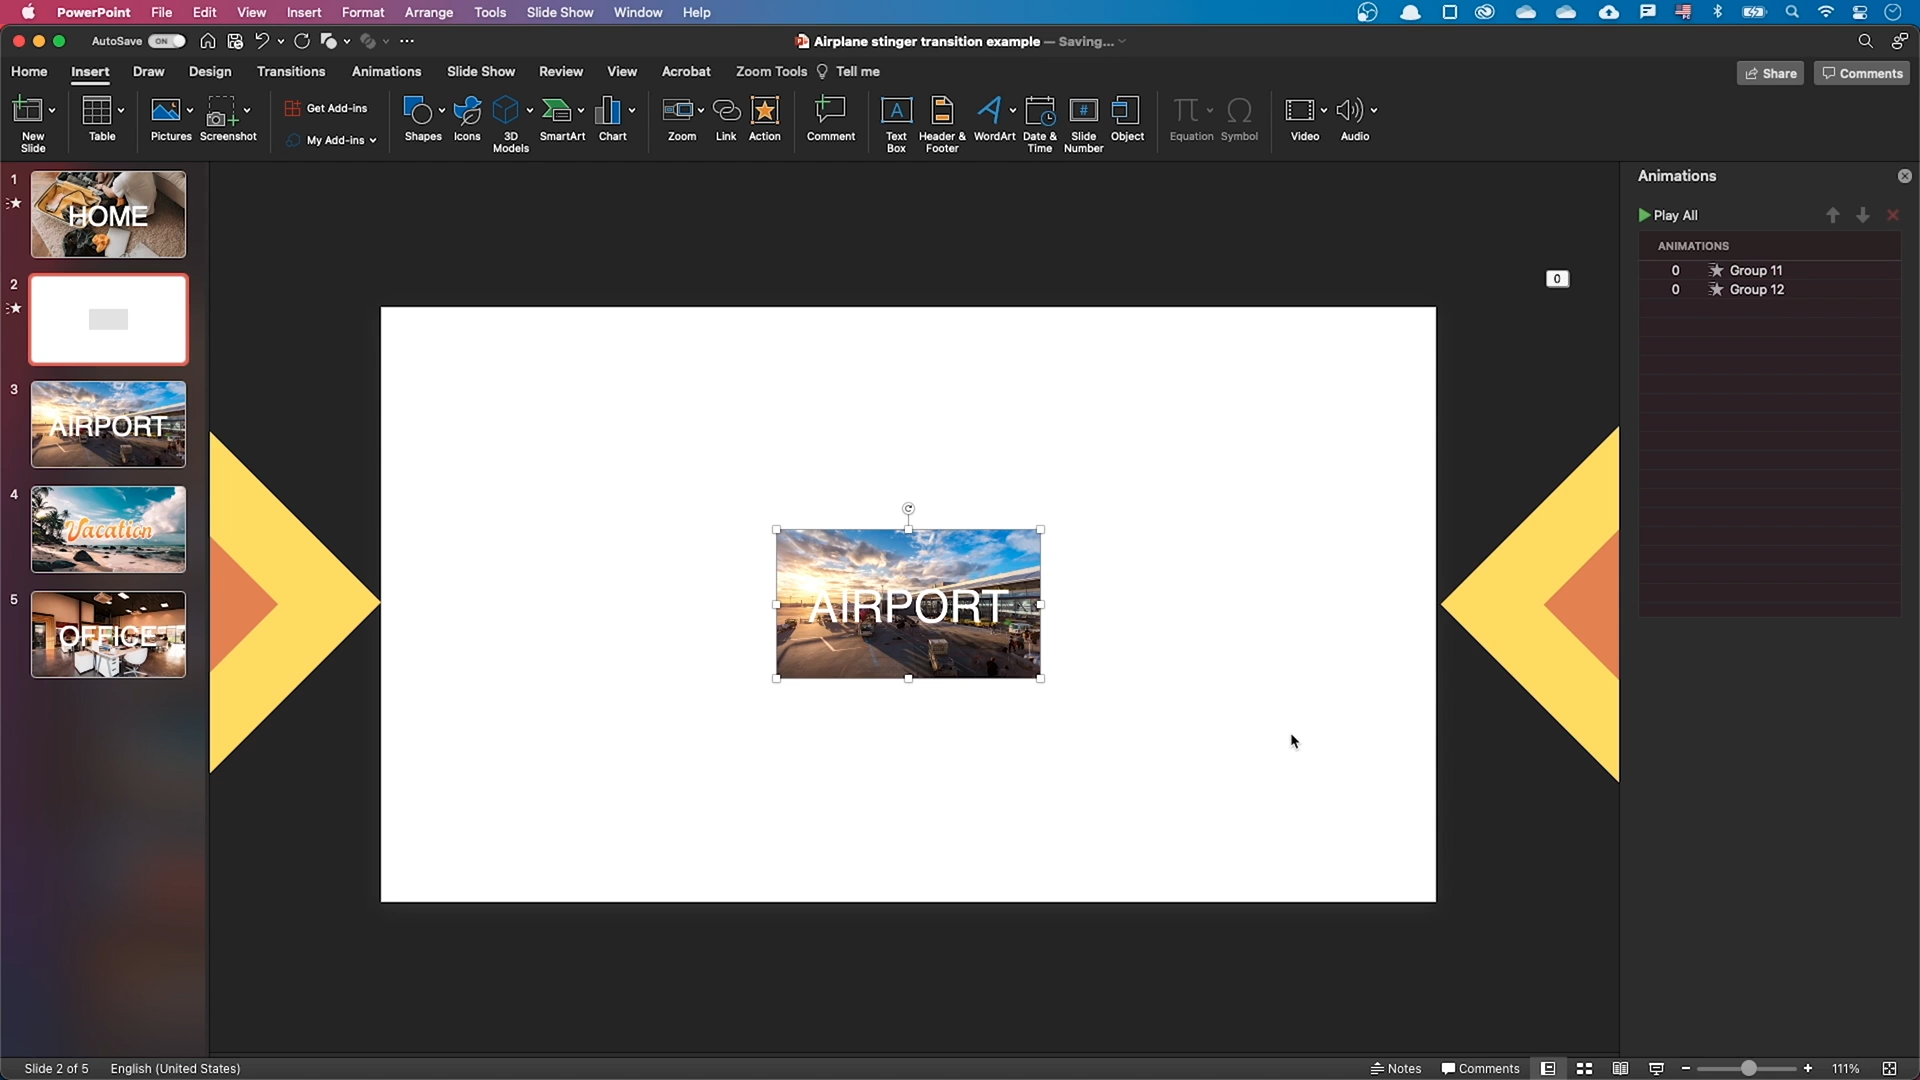 PowerPoint File Edit View Insert Format Arrange Tools Slide Show Window Help
AutoSave ON Airplane stinger transition example — Saving...
Home Insert Draw Design Transitions Animations Slide Show Review View Acrobat Zoom Tools Tell me Share Comments
New Slide
Table
Pictures
Screenshot
Get Add-ins
My Add-ins
Shapes
Icons
3D Models
SmartArt
Chart
Zoom
Link
Action
Comment
Text Box
Header & Footer
WordArt
Date & Time
Slide Number
Object
Equation
Symbol
Video
Audio
1
HOME
2
3
AIRPORT
4
Vacation
5
OFFICE
0
AIRPORT
Animations
Play All
ANIMATIONS
0 Group 11
0 Group 12
Slide 2 of 5 English (United States) Notes Comments 111%